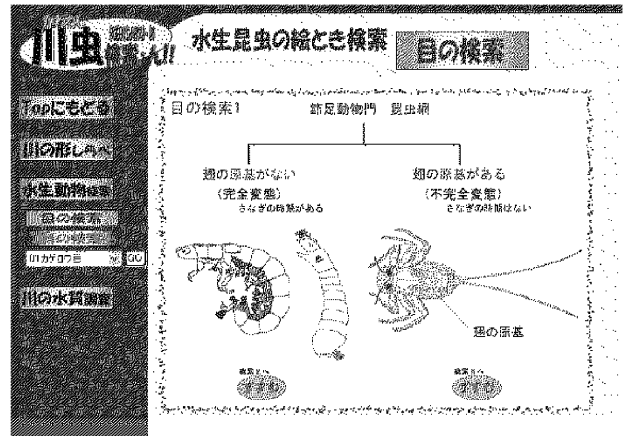 川虫
検索
水生昆虫の絵とき検索
目の検索
Topにもどる
川の形しらべ
水生動物検索
目の検索
01カゲロウ目
GO
川の水質調査
目の検索1
節足動物門 昆虫綱
翅の原基がない
(完全変態)
さなぎの時期がある
翅の原基がある
(不完全変態)
さなぎの時期はない
翅の原基